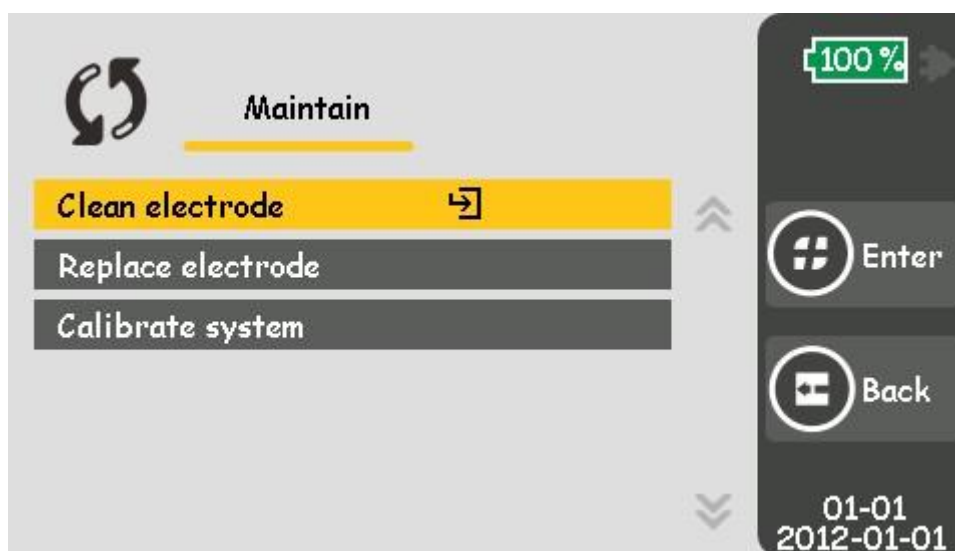 Maintain
Clean electrode
Replace electrode
Calibrate system
100 %
Enter
Back
01-01
2012-01-01